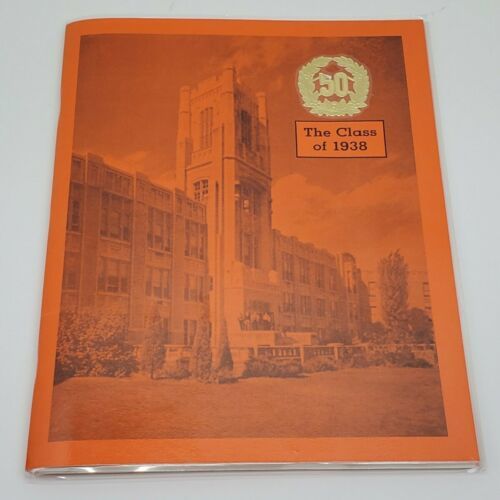 50
The Class
of 1938